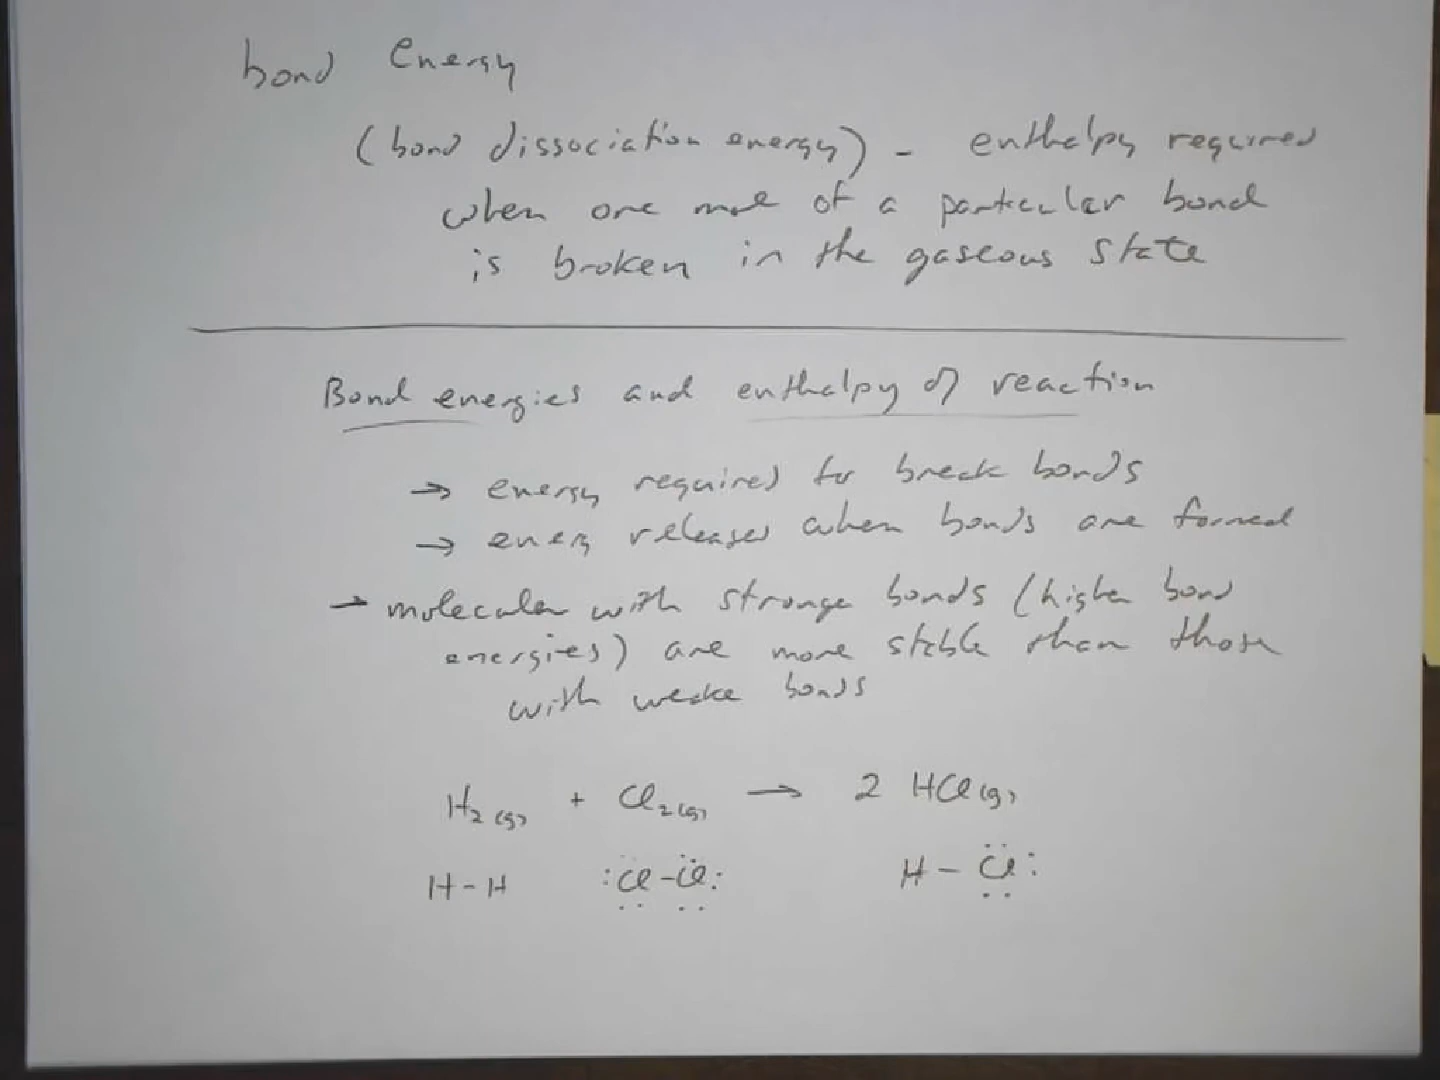 bond energy
(bond dissociation energy) - enthalpy required
when one mole of a particular bond
is broken in the gaseous state
Bond energies and enthalpy of reaction
→ energy required to break bonds
→ energ released when bonds are formed
→ molecules with stronger bonds (higher bond
energies) are more stable than those
with weaker bonds
H₂(g) + Cl₂(g) → 2 HCl(g)
H-H :Cl-Cl: H-Cl: